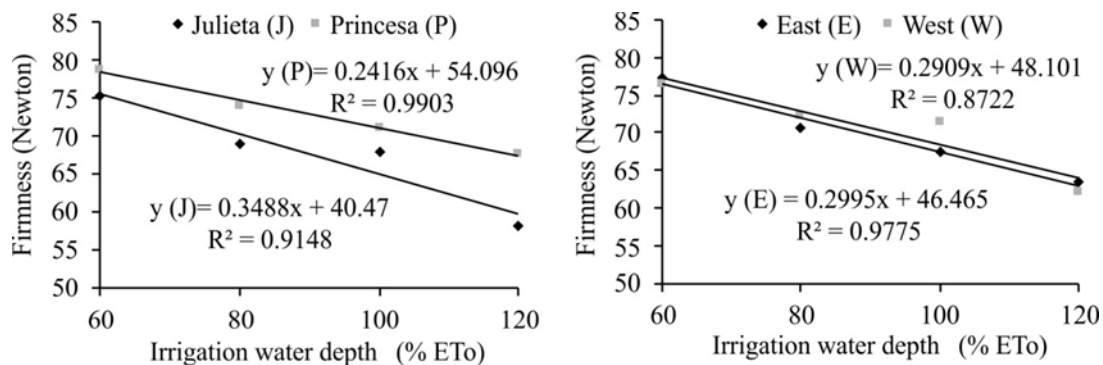 Julieta (J) Princesa (P)
y (P)= 0.2416x + 54.096
R² = 0.9903
y (J)= 0.3488x + 40.47
R² = 0.9148
Firmness (Newton)
85
80
75
70
65
60
55
50
60 80 100 120
Irrigation water depth (% ETo)
East (E) West (W)
y (W)= 0.2909x + 48.101
R² = 0.8722
y (E)= 0.2995x + 46.465
R² = 0.9775
Firmness (Newton)
85
80
75
70
65
60
55
50
60 80 100 120
Irrigation water depth (% ETo)